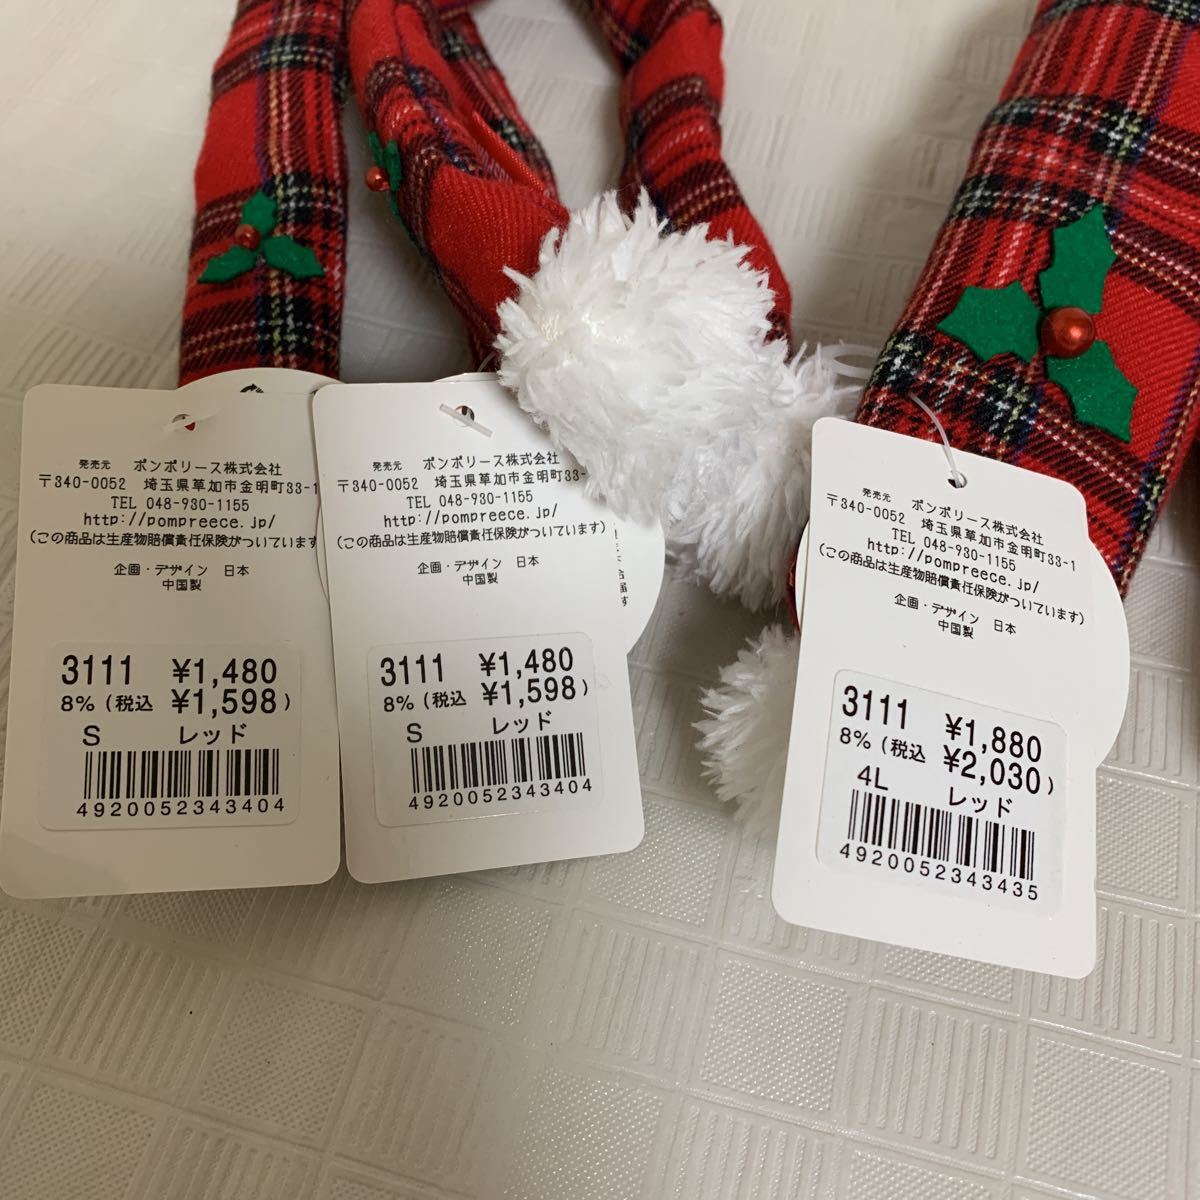 発売元 ポンポリース株式会社
〒340-0052 埼玉県草加市金明町33-1
TEL 048-930-1155
http://pompreece.jp/
(この商品は生産物賠償責任保険がついています
企画・デザイン 日本
中国製
3111 ¥1,480
8% (税込 ¥1,598)
S レッド
4920052343404
発売元 ポンポリース株式会社
〒340-0052 埼玉県草加市金明町33-
TEL 048-930-1155
http://pompreece.jp/
(この商品は生産物賠償責任保険がついています)
企画・デザイン 日本
中国製
3111 ¥1,480
8% (税込 ¥1,598)
S レッド
4920052343404
発売元 ポンポリース株式会社
〒340-0052 埼玉県草加市金明町33-1
TEL 048-930-1155
http://pompreece.jp/
(この商品は生産物賠償責任保険がついています)
企画・デザイン 日本
中国製
3111 ¥1,880
8% (税込 ¥2,030)
4L レッド
4920052343435